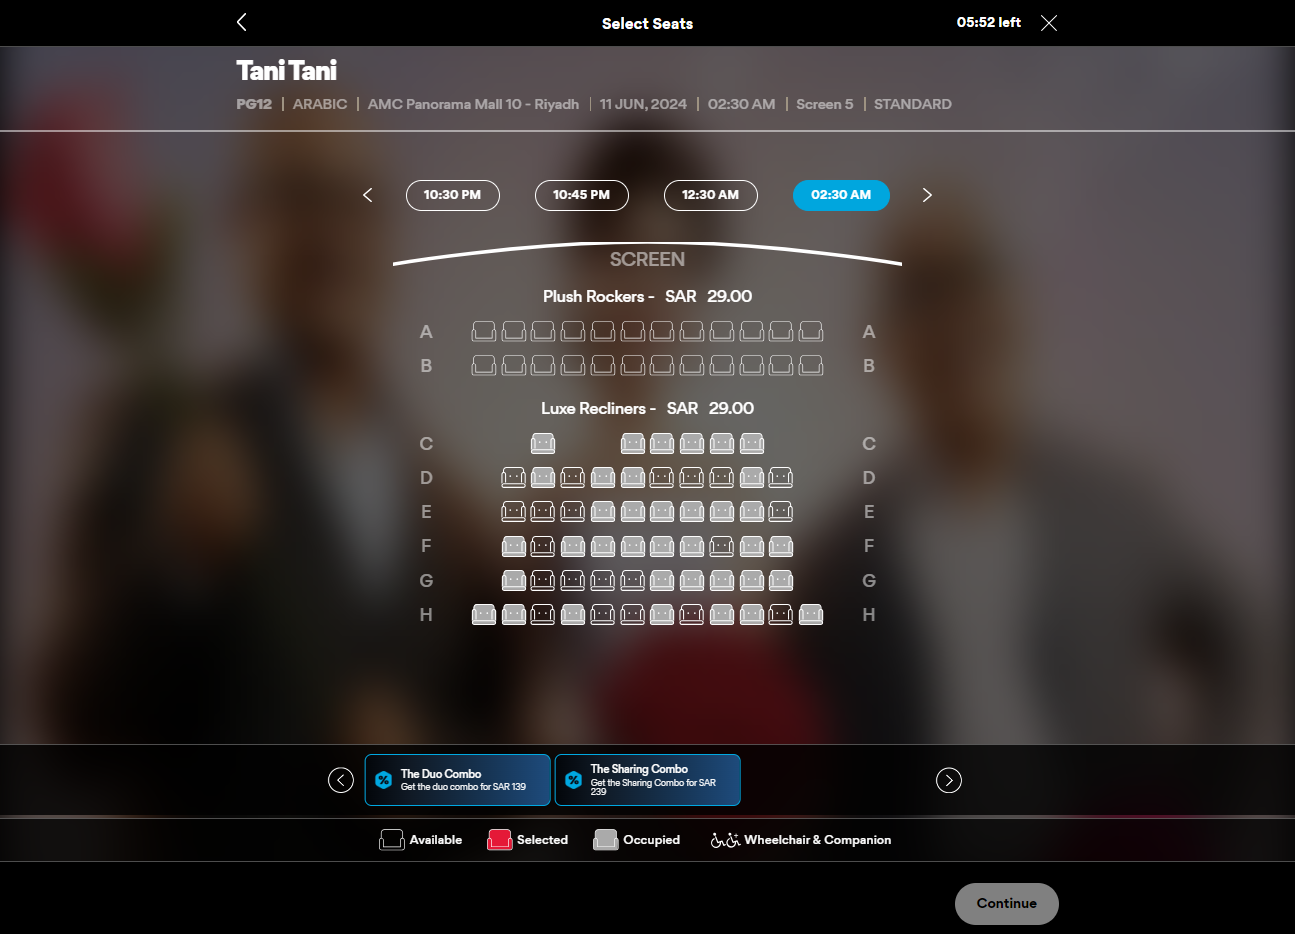 Select Seats
05:52 left
Tani Tani
PG12 | ARABIC | AMC Panorama Mall 10 - Riyadh | 11 JUN, 2024 | 02:30 AM | Screen 5 | STANDARD
10:30 PM 10:45 PM 12:30 AM 02:30 AM
SCREEN
Plush Rockers - SAR 29.00
A A
B B
Luxe Recliners - SAR 29.00
C C
D D
E E
F F
G G
H H
The Duo Combo
Get the duo combo for SAR 139
The Sharing Combo
Get the Sharing Combo for SAR
239
Available Selected Occupied Wheelchair & Companion
Continue